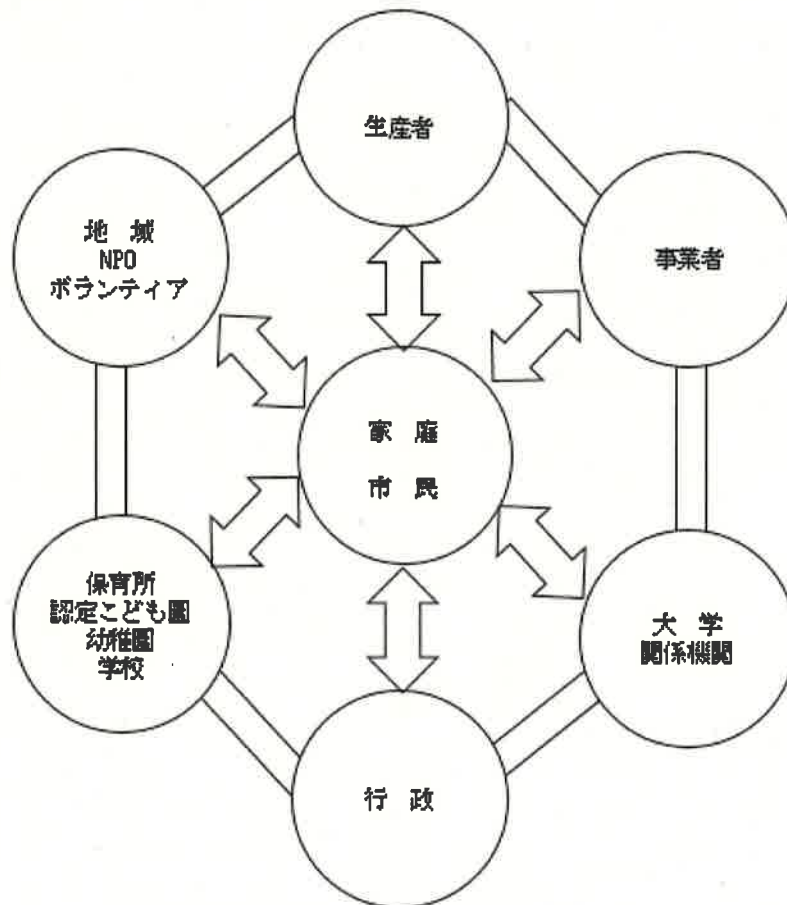 生産者
地　域
NPO
ボランティア
事業者
家　庭
市　民
保育所
認定こども園
幼稚園
学校
大　学
関係機関
行　政